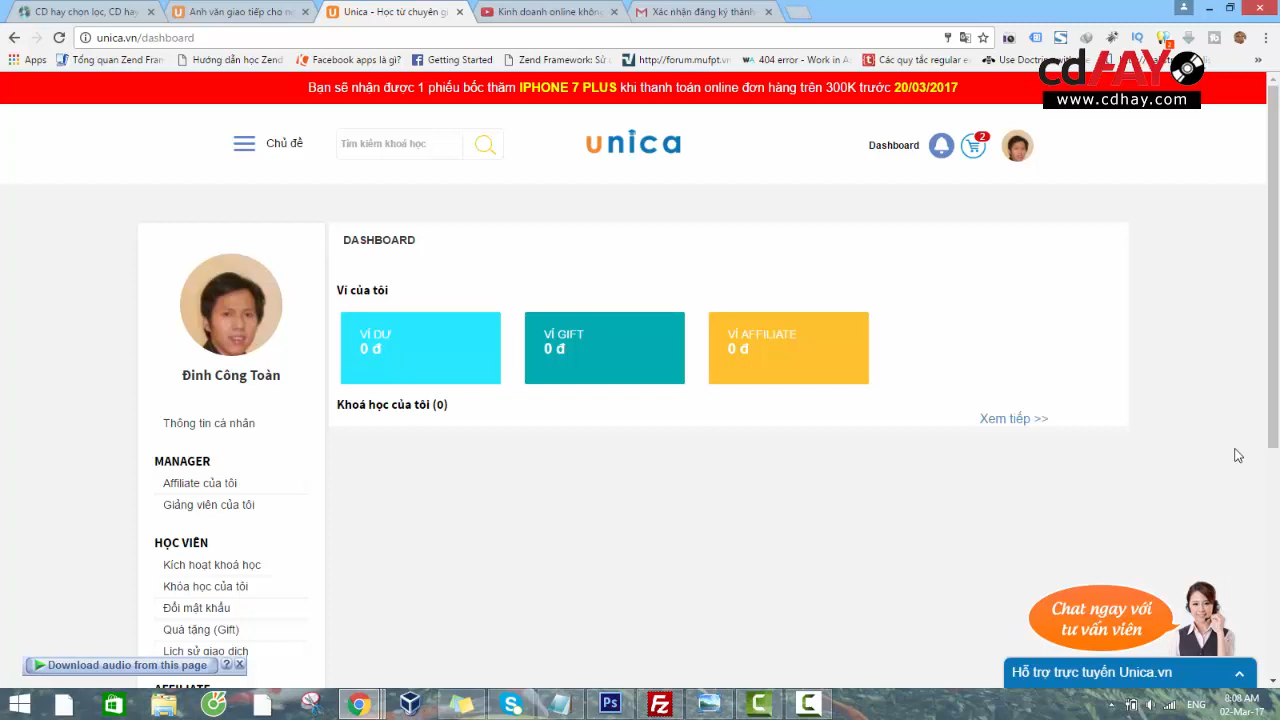 CD hay chọn lọc, CD hay
Anh văn giao tiếp cho n
Unica - Học từ chuyên gi
Kinh doanh online khôn
Xác nhận đăng ký thành
unica.vn/dashboard
Apps
Tổng quan Zend Fram
Hướng dẫn học Zend
Facebook apps là gì?
Getting Started
Zend Framework: S
http://forum.mufpt.
404 error - Work in A
Các quy tắc regular e
Use Doctrine
2
cdHAY
www.cdhay.com
Bạn sẽ nhận được 1 phiếu bốc thăm IPHONE 7 PLUS khi thanh toán online đơn hàng trên 300K trước 20/03/2017
Chủ đề
Tìm kiếm khoá học
unica
Dashboard
2
DASHBOARD
Ví của tôi
VÍ DƯ
0 đ
VÍ GIFT
0 đ
VÍ AFFILIATE
0 đ
Khoá học của tôi (0)
Xem tiếp >>
Đinh Công Toàn
Thông tin cá nhân
MANAGER
Affiliate của tôi
Giảng viên của tôi
HỌC VIÊN
Kích hoạt khoá học
Khóa học của tôi
Đổi mật khẩu
Quà tặng (Gift)
Lịch sử giao dịch
AFFILIATE
Download audio from this page
?
X
Chat ngay với
tư vấn viên
Hỗ trợ trực tuyến Unica.vn
Ps
Fz
ENG
8:08 AM
02-Mar-17